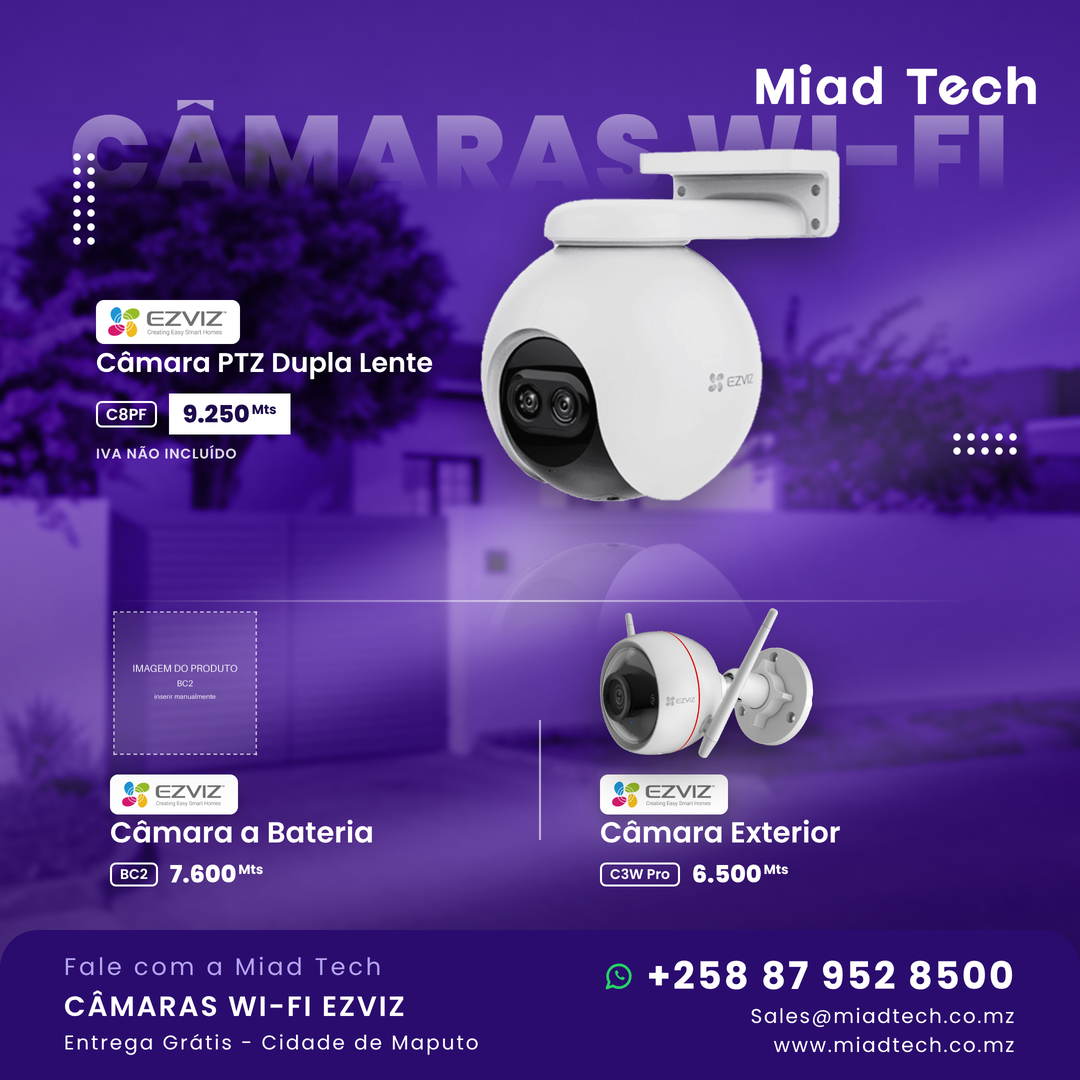 Miad Tech
CÂMARAS WI-FI
EZVIZ
Creating Easy Smart Homes
Câmara PTZ Dupla Lente
C8PF 9.250 Mts
IVA NÃO INCLUÍDO
EZVIZ
IMAGEM DO PRODUTO
BC2
inserir manualmente
EZVIZ
Creating Easy Smart Homes
Câmara a Bateria
BC2 7.600 Mts
EZVIZ
EZVIZ
Creating Easy Smart Homes
Câmara Exterior
C3W Pro 6.500 Mts
Fale com a Miad Tech
CÂMARAS WI-FI EZVIZ
Entrega Grátis - Cidade de Maputo
+258 87 952 8500
Sales@miadtech.co.mz
www.miadtech.co.mz